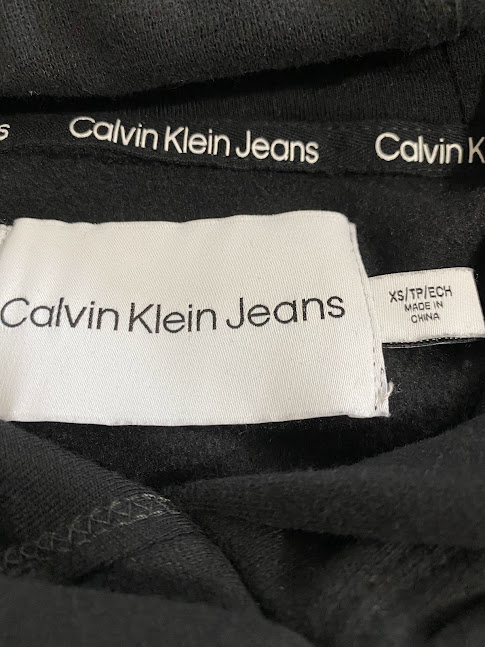 s Calvin Klein Jeans Calvin K
Calvin Klein Jeans
XS/TP/ECH
MADE IN
CHINA